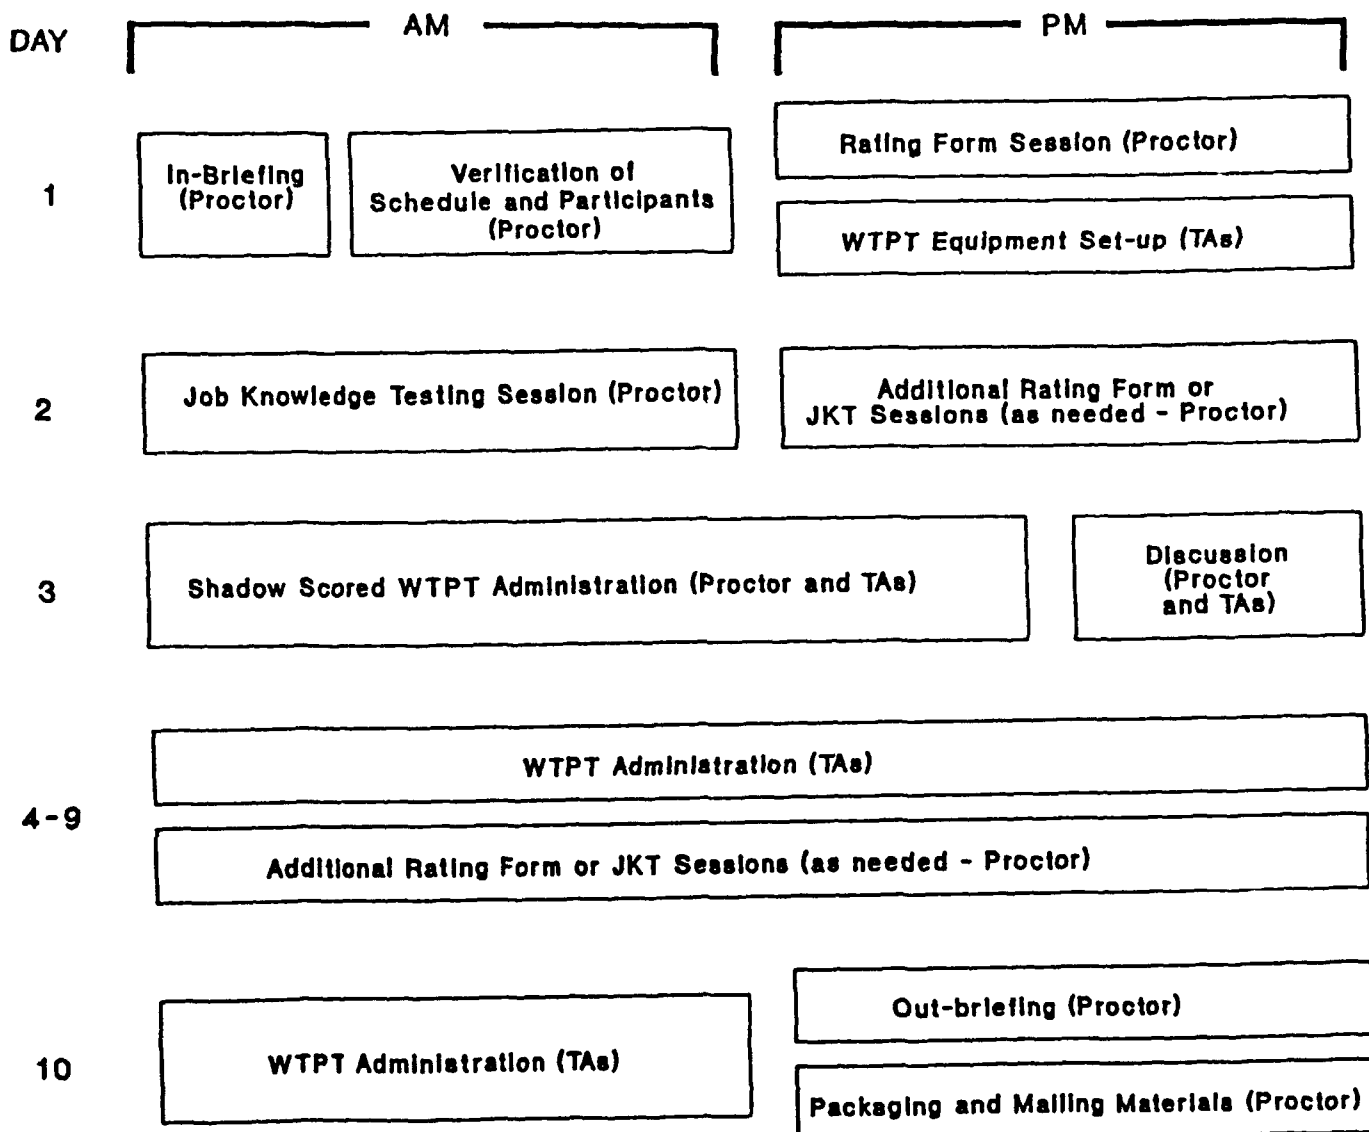 DAY
AM
PM
1
In-Briefing
(Proctor)
Verification of
Schedule and Participants
(Proctor)
Rating Form Session (Proctor)
WTPT Equipment Set-up (TAs)
2
Job Knowledge Testing Session (Proctor)
Additional Rating Form or
JKT Sessions (as needed - Proctor)
3
Shadow Scored WTPT Administration (Proctor and TAs)
Discussion
(Proctor
and TAs)
4-9
WTPT Administration (TAs)
Additional Rating Form or JKT Sessions (as needed - Proctor)
10
WTPT Administration (TAs)
Out-briefing (Proctor)
Packaging and Mailing Materials (Proctor)